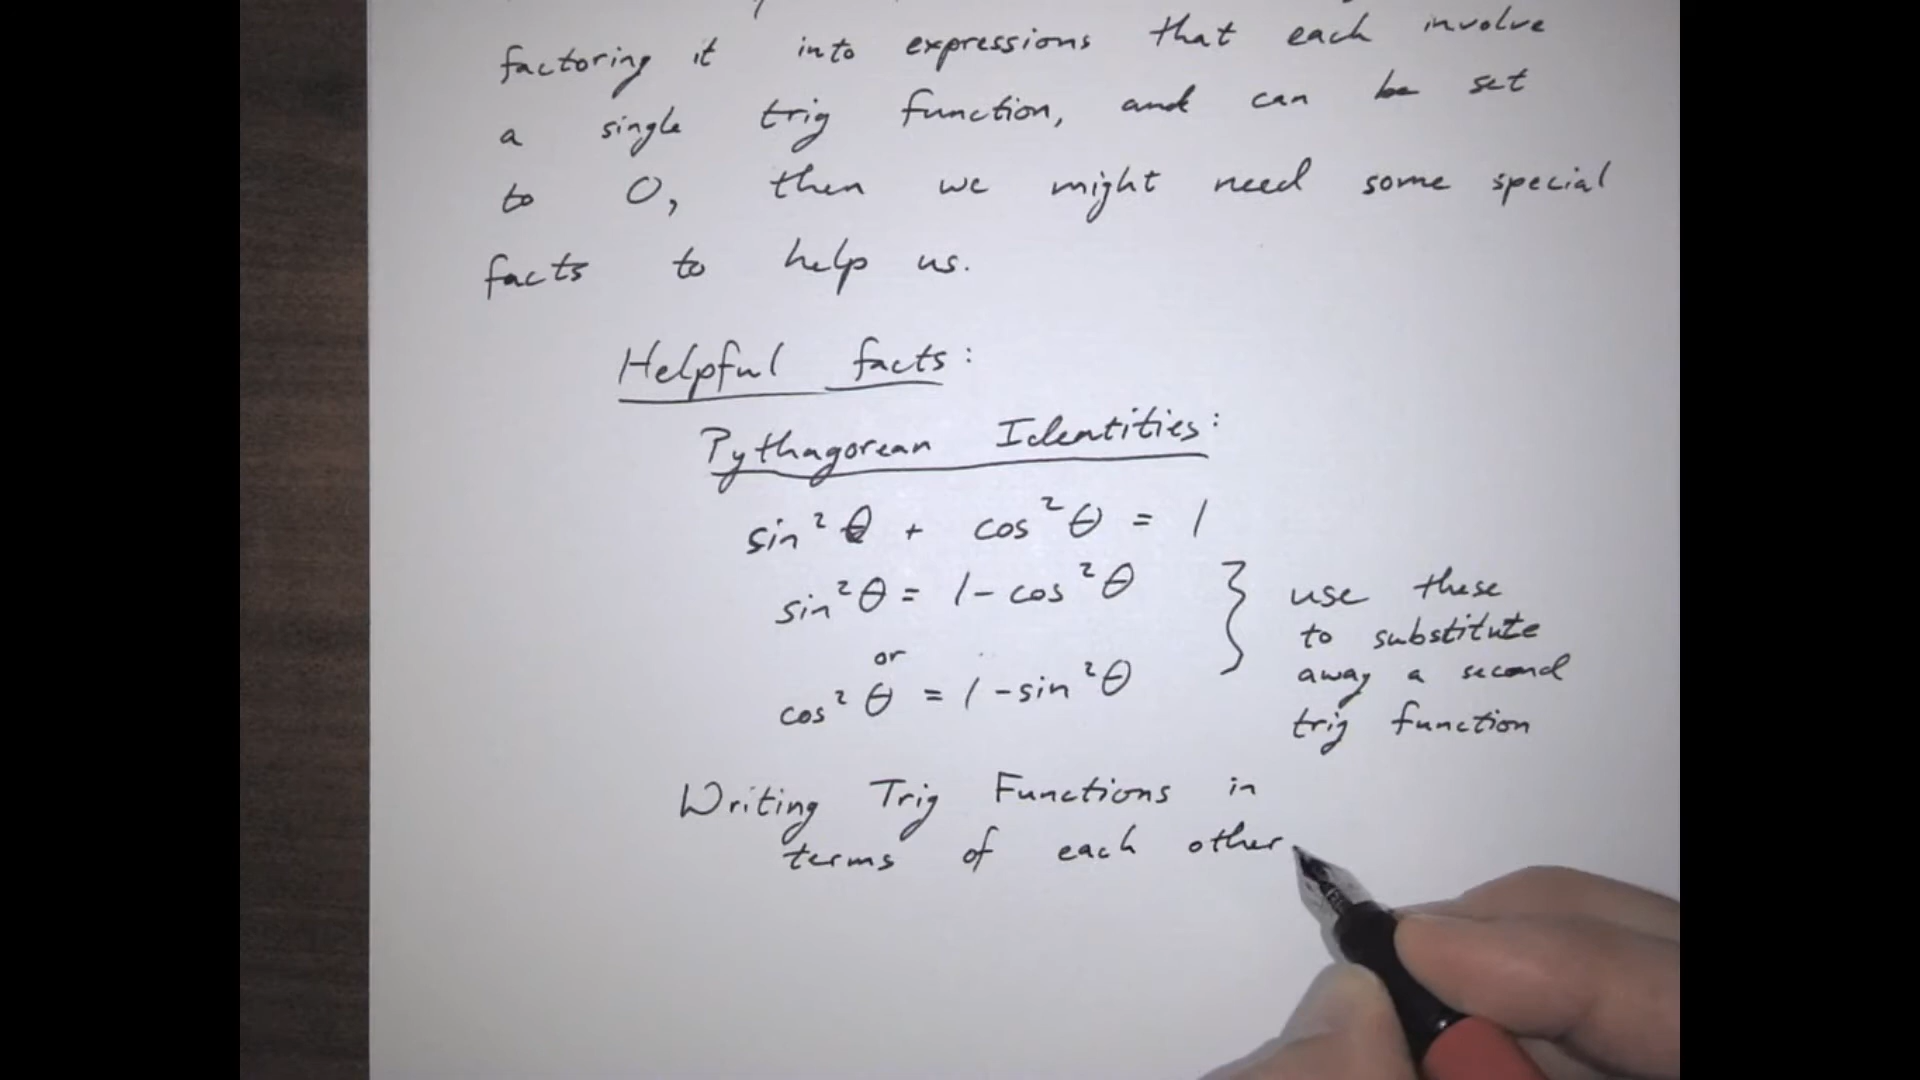 factoring it into expressions that each involve
a single trig function, and can be set
to 0, then we might need some special
facts to help us.
Helpful facts:
Pythagorean Identities:
sin²θ + cos²θ = 1
sin²θ = 1 - cos²θ
or
cos²θ = 1 - sin²θ
} use these
to substitute
away a second
trig function
Writing Trig Functions in
terms of each other